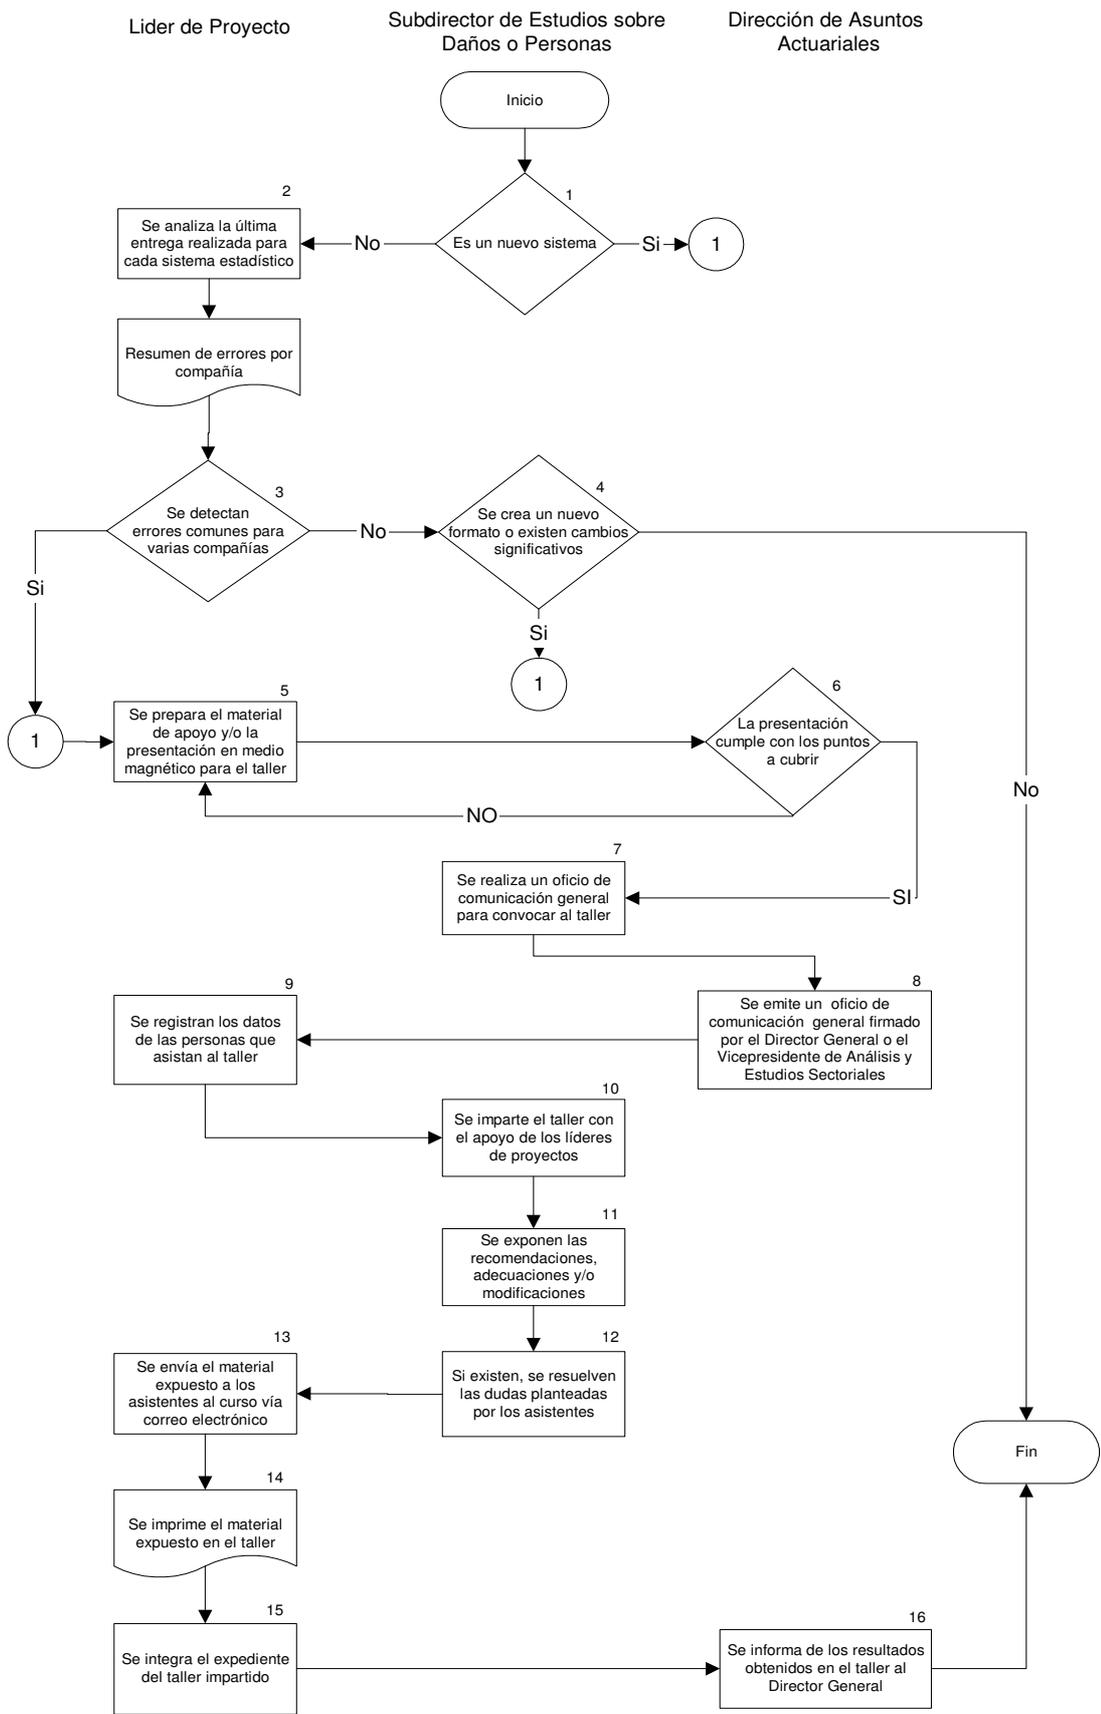 Lider de Proyecto
Subdirector de Estudios sobre
Daños o Personas
Dirección de Asuntos
Actuariales
Inicio
1
Es un nuevo sistema
Si
1
No
2
Se analiza la última
entrega realizada para
cada sistema estadístico
Resumen de errores por
compañía
3
Se detectan
errores comunes para
varias compañías
No
4
Se crea un nuevo
formato o existen cambios
significativos
Si
Si
1
1
5
Se prepara el material
de apoyo y/o la
presentación en medio
magnético para el taller
6
La presentación
cumple con los puntos
a cubrir
No
NO
7
Se realiza un oficio de
comunicación general
para convocar al taller
SI
8
Se emite un oficio de
comunicación general firmado
por el Director General o el
Vicepresidente de Análisis y
Estudios Sectoriales
9
Se registran los datos
de las personas que
asistan al taller
10
Se imparte el taller con
el apoyo de los líderes
de proyectos
11
Se exponen las
recomendaciones,
adecuaciones y/o
modificaciones
12
Si existen, se resuelven
las dudas planteadas
por los asistentes
13
Se envía el material
expuesto a los
asistentes al curso vía
correo electrónico
Fin
14
Se imprime el material
expuesto en el taller
15
Se integra el expediente
del taller impartido
16
Se informa de los resultados
obtenidos en el taller al
Director General